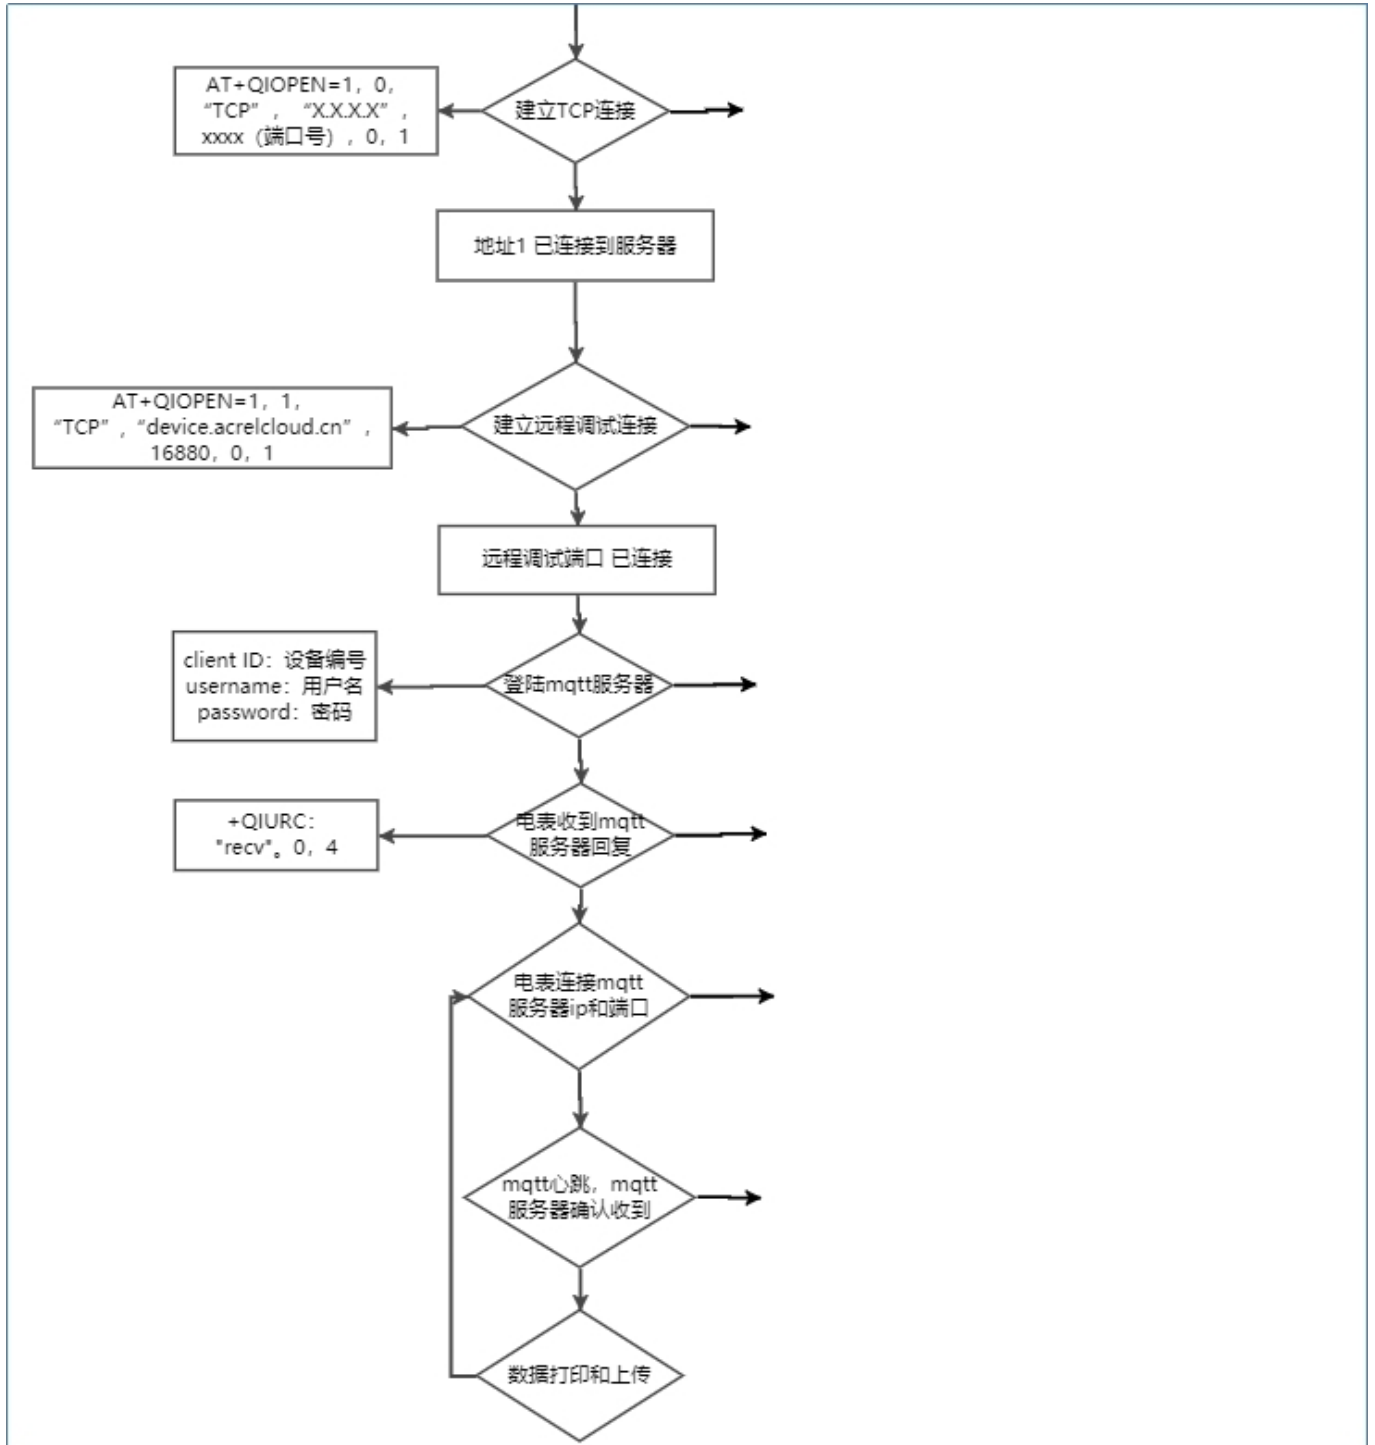 AT+QIOPEN=1，0，
“TCP”，“X.X.X.X”，
xxxx（端口号），0，1
建立TCP连接
地址1 已连接到服务器
AT+QIOPEN=1，1，
“TCP”，“device.acrelcloud.cn”，
16880，0，1
建立远程调试连接
远程调试端口 已连接
client ID：设备编号
username：用户名
password：密码
登陆mqtt服务器
+QIURC：
"recv"。0，4
电表收到mqtt
服务器回复
电表连接mqtt
服务器ip和端口
mqtt心跳，mqtt
服务器确认收到
数据打印和上传